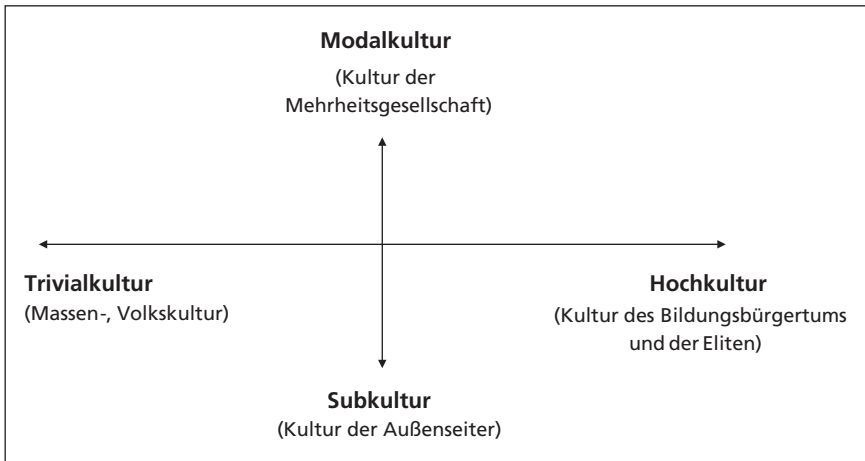 Modalkultur
(Kultur der
Mehrheitsgesellschaft)
Trivialkultur
(Massen-, Volkskultur)
Hochkultur
(Kultur des Bildungsbürgertums
und der Eliten)
Subkultur
(Kultur der Außenseiter)